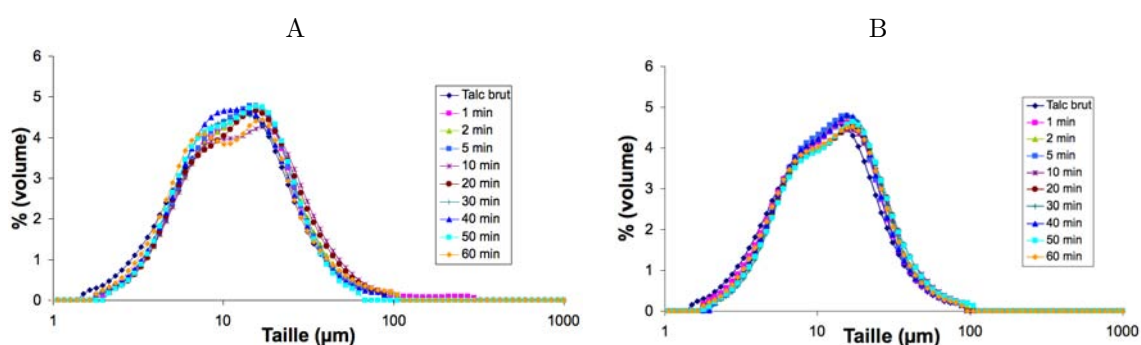 A
B
6
5
4
3
2
1
0
% (volume)
1
10
100
1000
Taille (µm)
Talc brut
1 min
2 min
5 min
10 min
20 min
30 min
40 min
50 min
60 min
6
5
4
3
2
1
0
% (volume)
1
10
100
1000
Taille (µm)
Talc brut
1 min
2 min
5 min
10 min
20 min
30 min
40 min
50 min
60 min